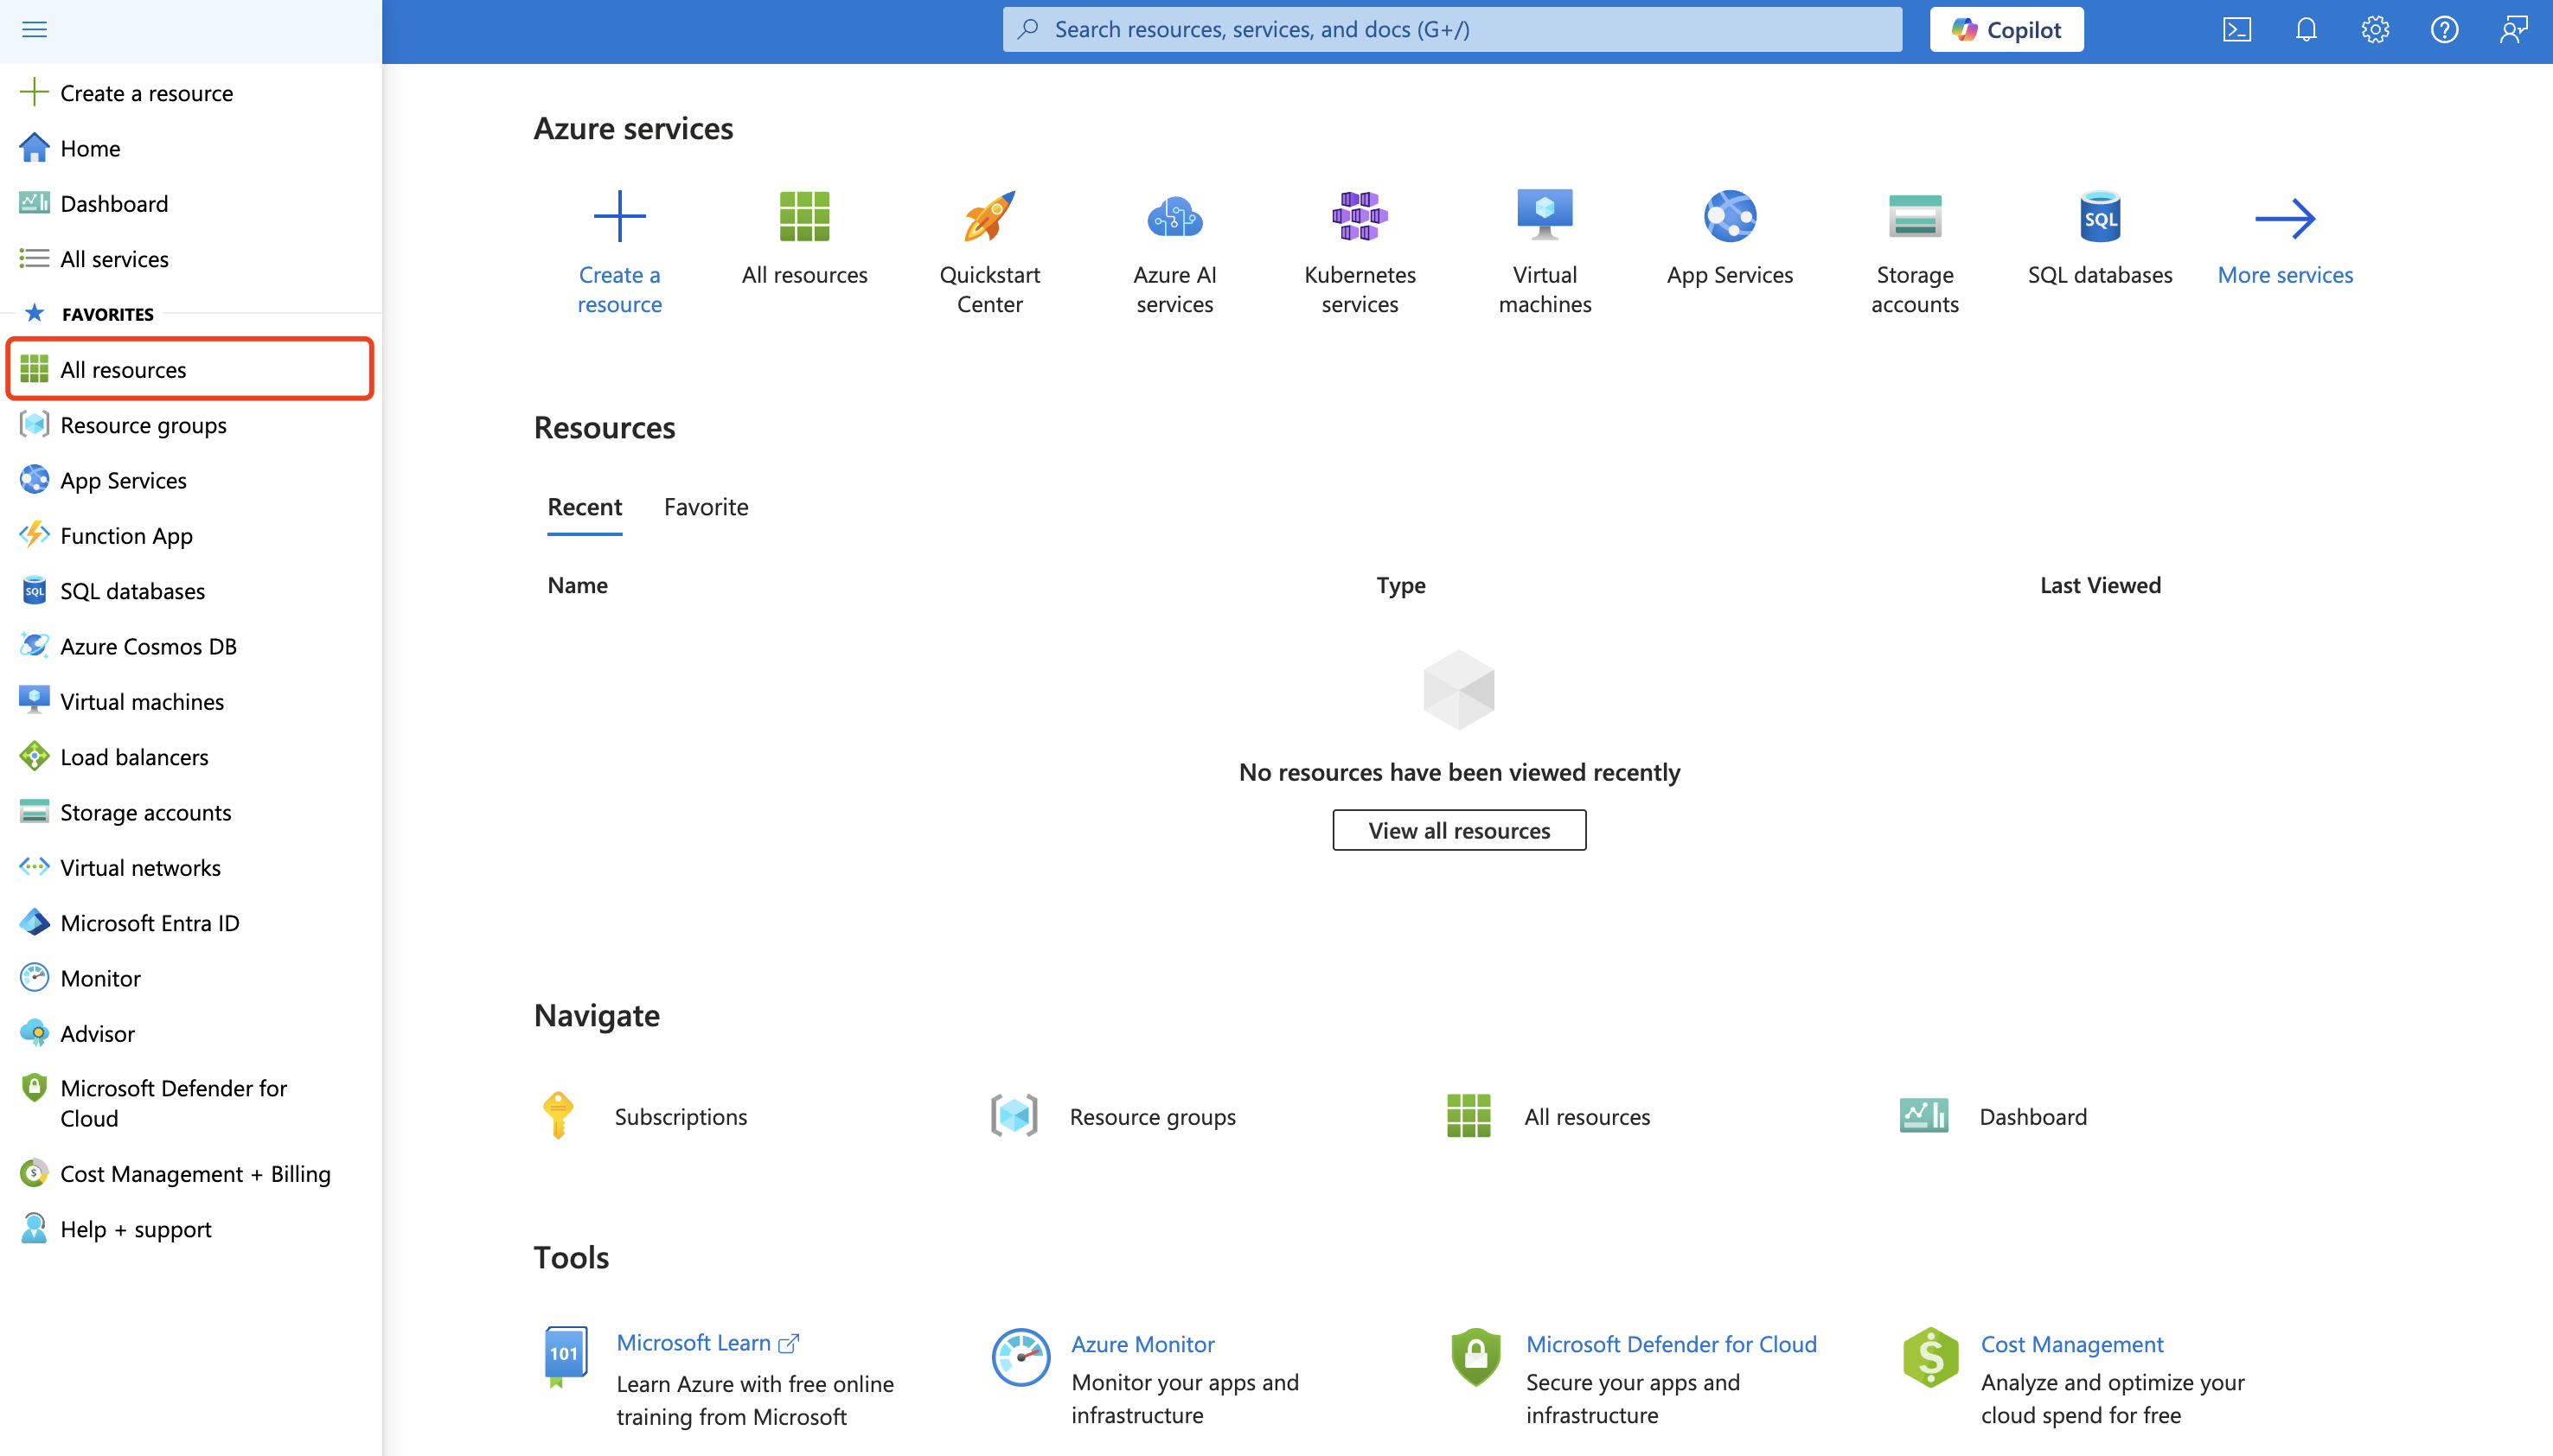 Search resources, services, and docs (G+/)
Copilot
Create a resource
Home
Dashboard
All services
FAVORITES
All resources
Resource groups
App Services
Function App
SQL
SQL databases
Azure Cosmos DB
Virtual machines
Load balancers
Storage accounts
Virtual networks
Microsoft Entra ID
Monitor
Advisor
Microsoft Defender for
Cloud
Cost Management + Billing
Help + support
Azure services
Create a
resource
All resources
Quickstart
Center
Azure AI
services
Kubernetes
services
Virtual
machines
App Services
Storage
accounts
SQL
SQL databases
More services
Resources
Recent
Favorite
Name
Type
Last Viewed
No resources have been viewed recently
View all resources
Navigate
Subscriptions
Resource groups
All resources
Dashboard
Tools
101
Microsoft Learn
Learn Azure with free online
training from Microsoft
Azure Monitor
Monitor your apps and
infrastructure
Microsoft Defender for Cloud
Secure your apps and
infrastructure
$
Cost Management
Analyze and optimize your
cloud spend for free